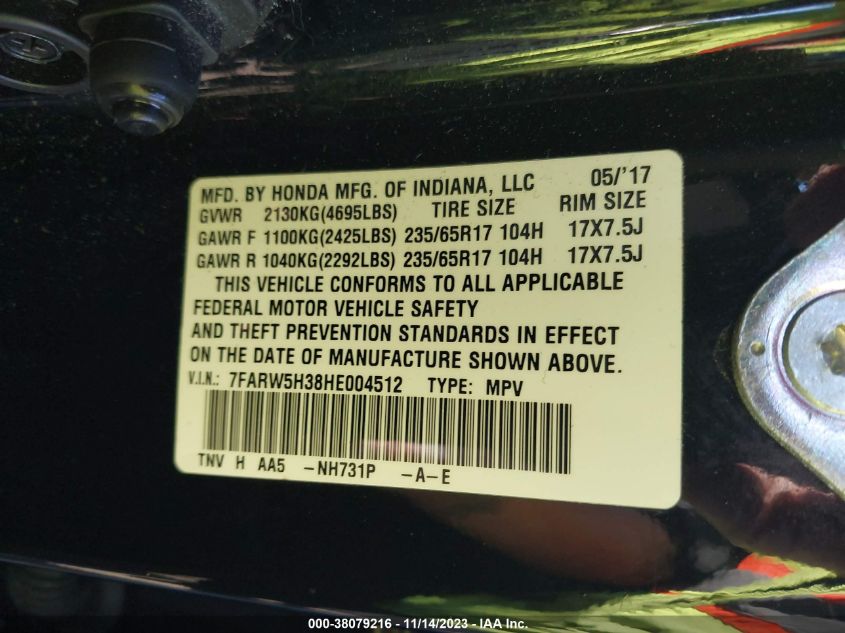 MFD. BY HONDA MFG. OF INDIANA, LLC 05/'17
GVWR 2130KG(4695LBS) TIRE SIZE RIM SIZE
GAWR F 1100KG(2425LBS) 235/65R17 104H 17X7.5J
GAWR R 1040KG(2292LBS) 235/65R17 104H 17X7.5J
THIS VEHICLE CONFORMS TO ALL APPLICABLE
FEDERAL MOTOR VEHICLE SAFETY
AND THEFT PREVENTION STANDARDS IN EFFECT
ON THE DATE OF MANUFACTURE SHOWN ABOVE.
V.I.N.: 7FARW5H38HE004512 TYPE: MPV
TNV H AA5 -NH731P -A-E
000-38079216 - 11/14/2023 - IAA Inc.